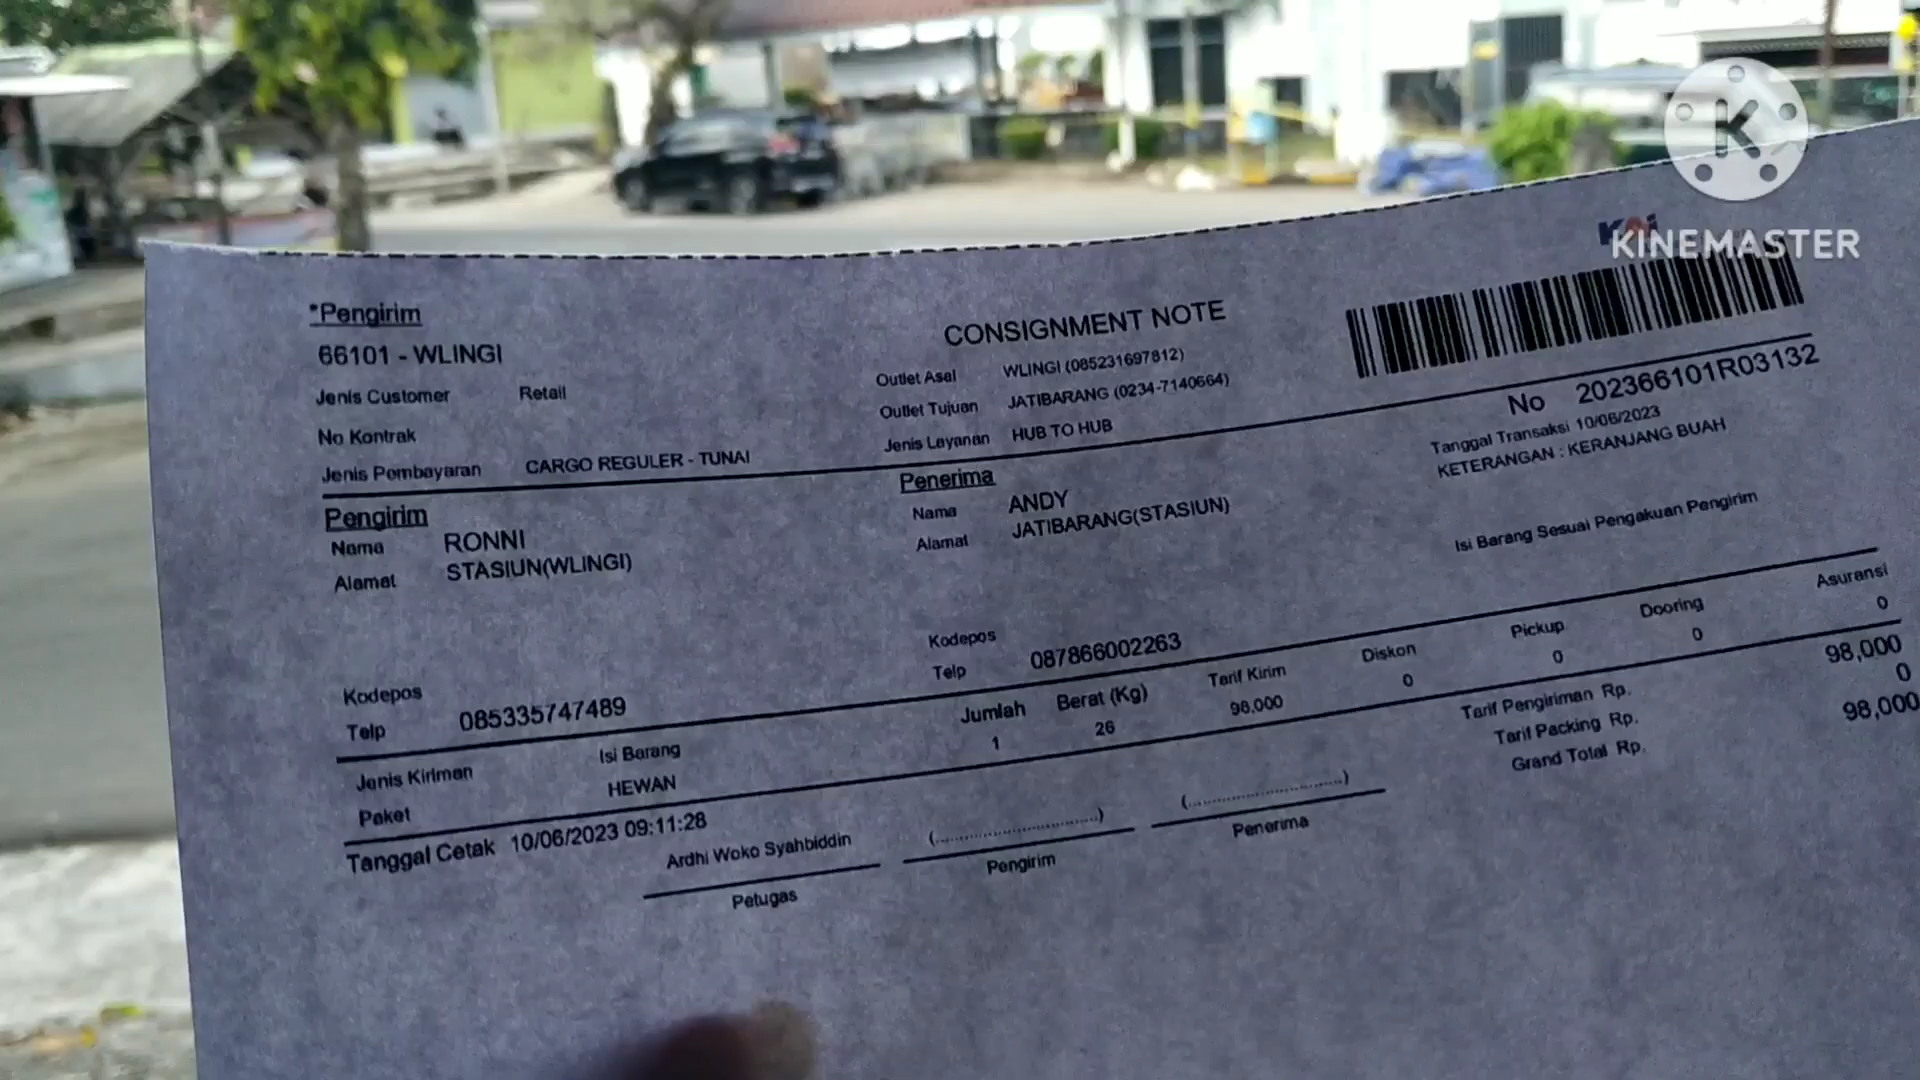 KINEMASTER
*Pengirim
66101 - WLINGI
Jenis Customer Retail
No Kontrak
Jenis Pembayaran CARGO REGULER - TUNAI
CONSIGNMENT NOTE
Outlet Asal WLINGI (085231697812)
Outlet Tujuan JATIBARANG (0234-7140664)
Jenis Layanan HUB TO HUB
No 202366101R03132
Tanggal Transaksi 10/06/2023
KETERANGAN : KERANJANG BUAH
Isi Barang Sesuai Pengakuan Pengirim
Pengirim
Nama RONNI
Alamat STASIUN(WLINGI)
Kodepos
Telp 085335747489
Penerima
Nama ANDY
Alamat JATIBARANG(STASIUN)
Kodepos
Telp 087866002263
Jenis Kiriman Isi Barang Jumlah Berat (Kg) Tarif Kirim Diskon Pickup Dooring Asuransi
Paket HEWAN 1 26 98,000 0 0 0 0
Tarif Pengiriman Rp. 98,000
Tarif Packing Rp. 0
Grand Total Rp. 98,000
Tanggal Cetak 10/06/2023 09:11:28
Ardhi Woko Syahbiddin (..............................) (..............................)
Petugas Pengirim Penerima